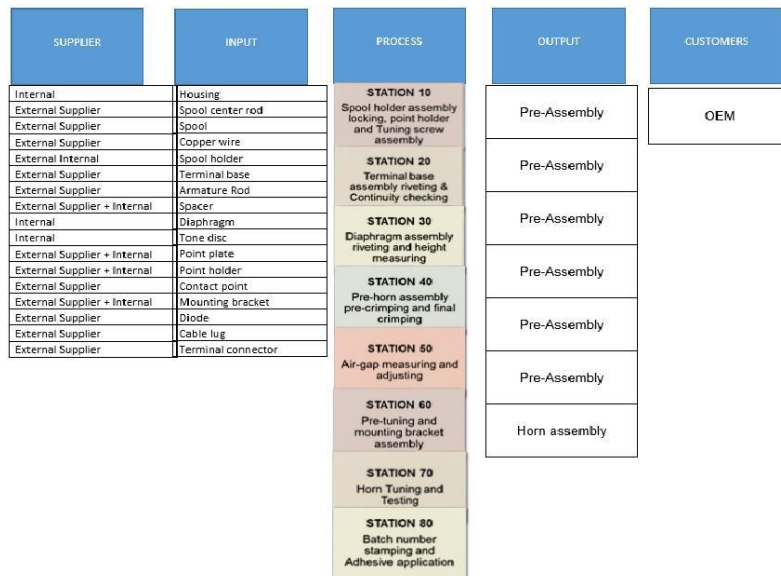 SUPPLIER
INPUT
PROCESS
OUTPUT
CUSTOMERS
Internal
Housing
External Supplier
Spool center rod
External Supplier
Spool
External Supplier
Copper wire
External Internal
Spool holder
External Supplier
Terminal base
External Supplier
Armature Rod
External Supplier + Internal
Spacer
Internal
Diaphragm
Internal
Tone disc
External Supplier + Internal
Point plate
External Supplier + Internal
Point holder
External Supplier
Contact point
External Supplier + Internal
Mounting bracket
External Supplier
Diode
External Supplier
Cable lug
External Supplier
Terminal connector
STATION 10
Spool holder assembly
locking, point holder
and Tuning screw
assembly
STATION 20
Terminal base
assembly riveting &
Continuity checking
STATION 30
Diaphragm assembly
riveting and height
measuring
STATION 40
Pre-horn assembly
pre-crimping and final
crimping
STATION 50
Air-gap measuring and
adjusting
STATION 60
Pre-tuning and
mounting bracket
assembly
STATION 70
Horn Tuning and
Testing
STATION 80
Batch number
stamping and
Adhesive application
Pre-Assembly
Pre-Assembly
Pre-Assembly
Pre-Assembly
Pre-Assembly
Pre-Assembly
Horn assembly
OEM